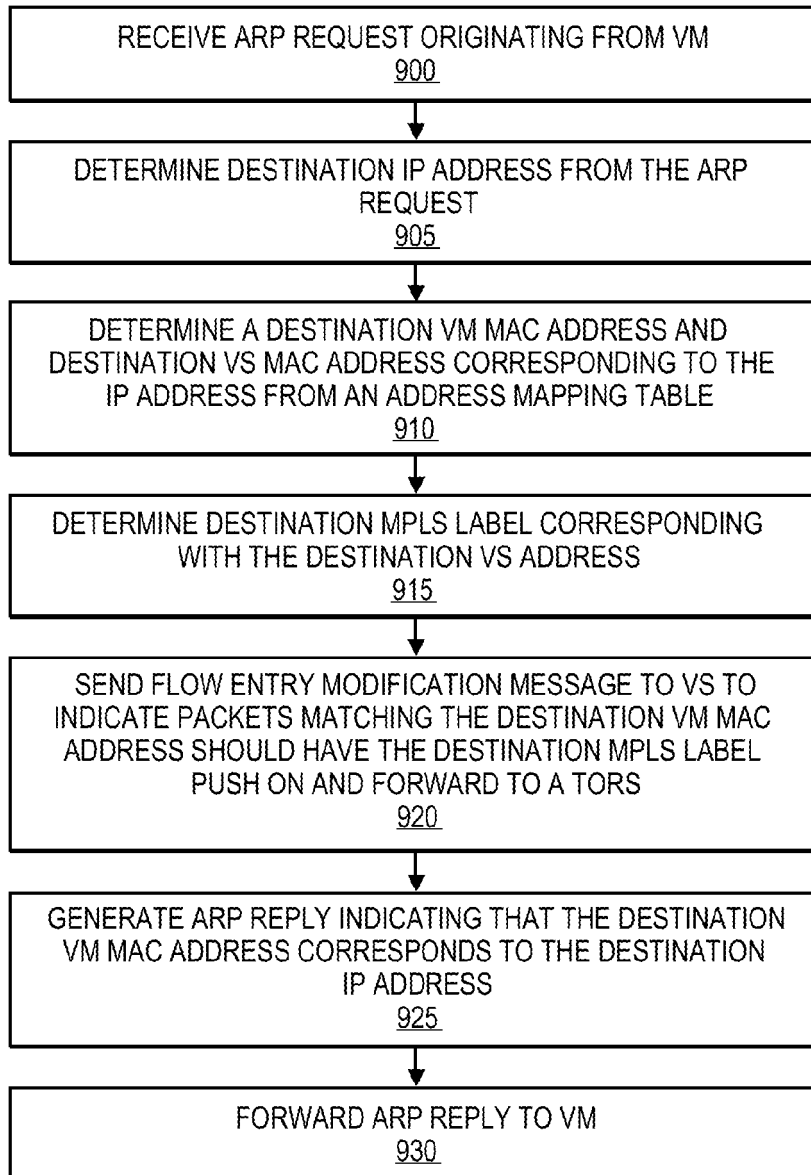 RECEIVE ARP REQUEST ORIGINATING FROM VM
900
DETERMINE DESTINATION IP ADDRESS FROM THE ARP
REQUEST
905
DETERMINE A DESTINATION VM MAC ADDRESS AND
DESTINATION VS MAC ADDRESS CORRESPONDING TO THE
IP ADDRESS FROM AN ADDRESS MAPPING TABLE
910
DETERMINE DESTINATION MPLS LABEL CORRESPONDING
WITH THE DESTINATION VS ADDRESS
915
SEND FLOW ENTRY MODIFICATION MESSAGE TO VS TO
INDICATE PACKETS MATCHING THE DESTINATION VM MAC
ADDRESS SHOULD HAVE THE DESTINATION MPLS LABEL
PUSH ON AND FORWARD TO A TORS
920
GENERATE ARP REPLY INDICATING THAT THE DESTINATION
VM MAC ADDRESS CORRESPONDS TO THE DESTINATION
IP ADDRESS
925
FORWARD ARP REPLY TO VM
930